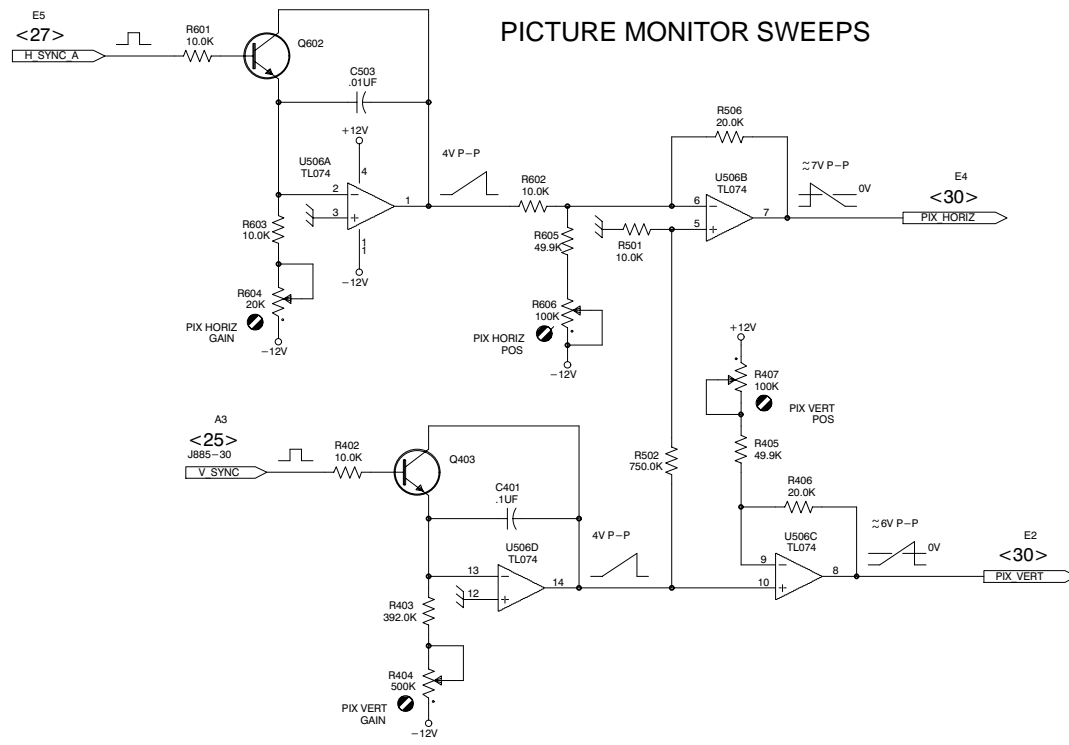 PICTURE MONITOR SWEEPS
E5
<27>
H_SYNC_A
R601
10.0K
Q602
C503
.01UF
+12V
4
U506A
TL074
2
3
1
1
1
−12V
4V P−P
R603
10.0K
R604
20K
PIX HORIZ
GAIN
−12V
R602
10.0K
R605
49.9K
R606
100K
PIX HORIZ
POS
−12V
R501
10.0K
R506
20.0K
U506B
TL074
6
5
7
≈7V P−P
0V
E4
<30>
PIX_HORIZ
A3
<25>
J885−30
V_SYNC
R402
10.0K
Q403
C401
.1UF
U506D
TL074
13
12
14
4V P−P
R403
392.0K
R404
500K
PIX VERT
GAIN
−12V
R502
750.0K
+12V
R407
100K
PIX VERT
POS
R405
49.9K
R406
20.0K
U506C
TL074
9
10
8
≈6V P−P
0V
E2
<30>
PIX_VERT